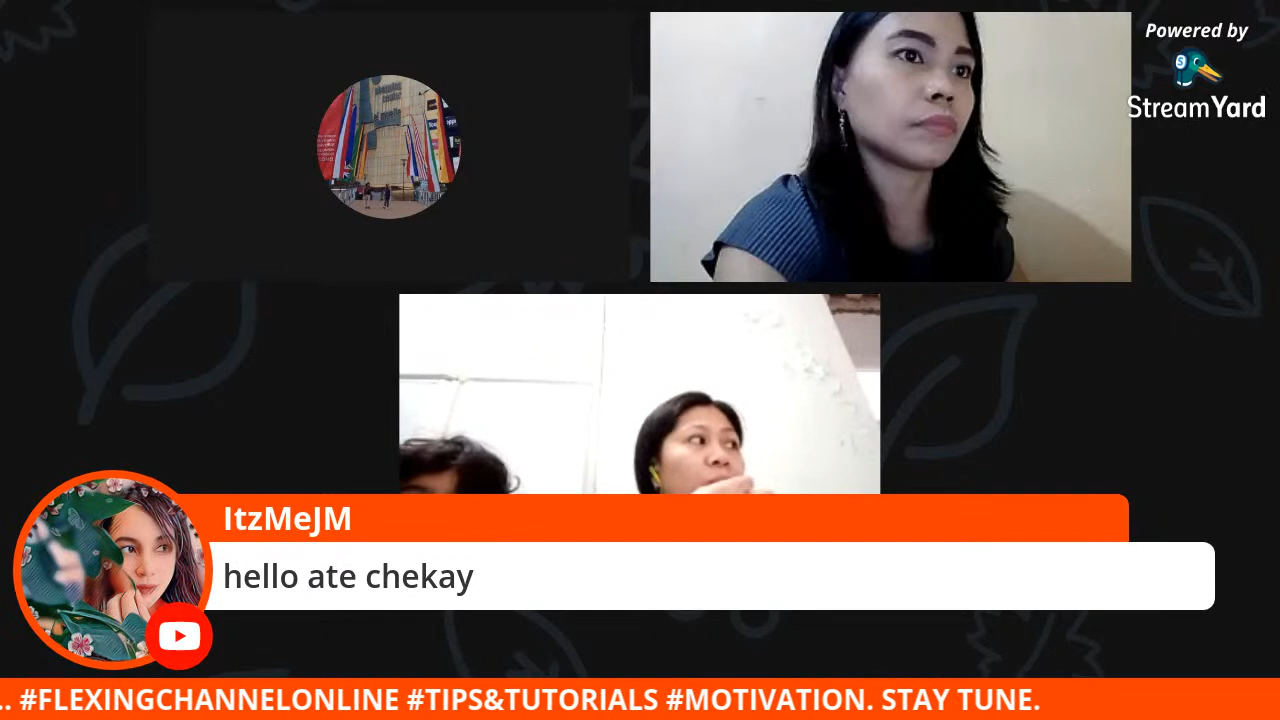 Powered by
StreamYard
ItzMeJM
hello ate chekay
.. #FLEXINGCHANNELONLINE #TIPS&TUTORIALS #MOTIVATION. STAY TUNE.